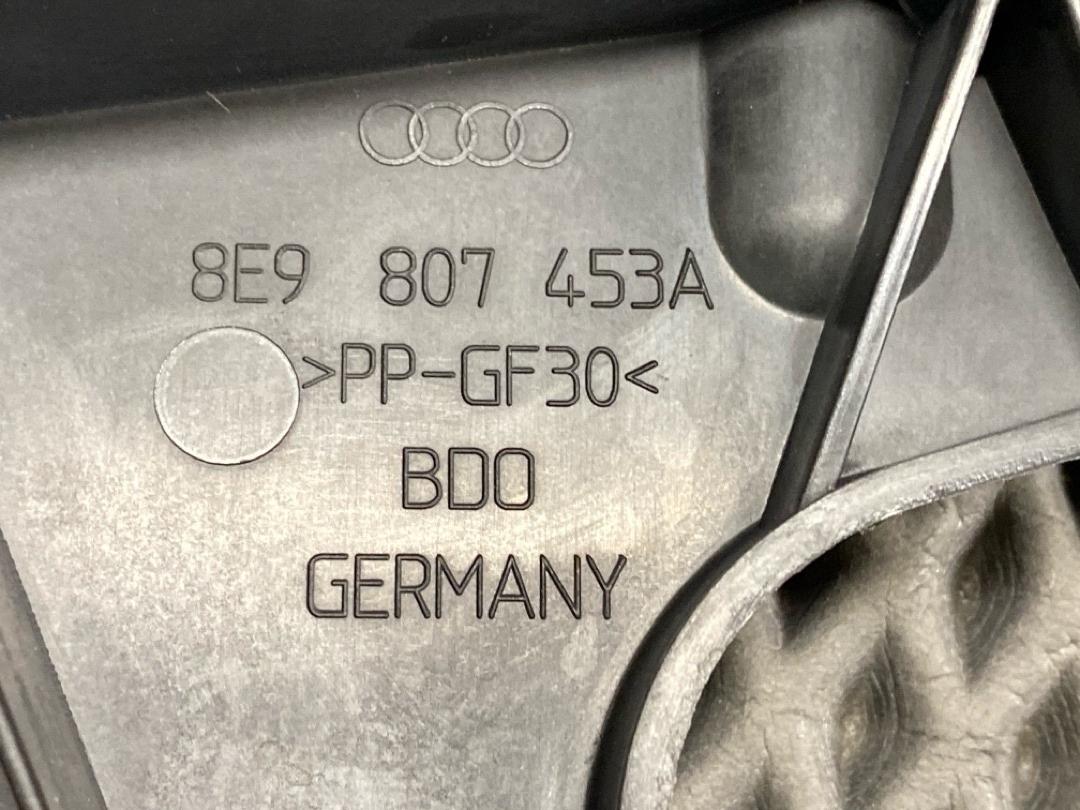 8E9 807 453A
>PP-GF30<
BDO
GERMANY